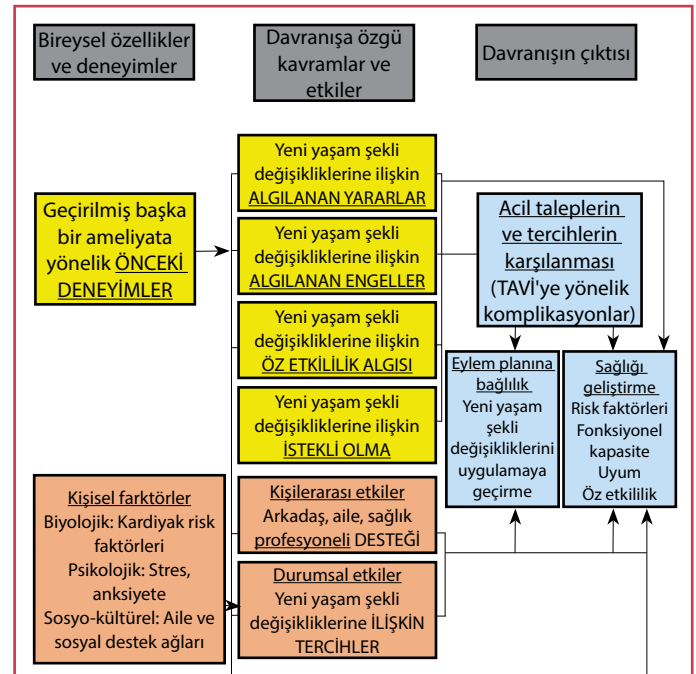 Bireysel özellikler
ve deneyimler
Davranışa özgü
kavramlar ve
etkiler
Davranışın çıktısı
Geçirilmiş başka
bir ameliyata
yönelik ÖNCEKİ
DENEYİMLER
Yeni yaşam şekli
değişikliklerine ilişkin
ALGILANAN YARARLAR
Yeni yaşam şekli
değişikliklerine ilişkin
ALGILANAN ENGELLER
Yeni yaşam şekli
değişikliklerine ilişkin
ÖZ ETKİLİLİK ALGISI
Yeni yaşam şekli
değişikliklerine ilişkin
İSTEKLİ OLMA
Acil taleplerin
ve tercihlerin
karşılanması
(TAVİ'ye yönelik
komplikasyonlar)
Eylem planına
bağlılık
Yeni yaşam
şekli
değişikliklerini
uygulamaya
geçirme
Sağlığı
geliştirme
Risk faktörleri
Fonksiyonel
kapasite
Uyum
Öz etkililik
Kişisel farktörler
Biyolojik: Kardiyak risk
faktörleri
Psikolojik: Stres,
anksiyete
Sosyo-kültürel: Aile ve
sosyal destek ağları
Kişilerarası etkiler
Arkadaş, aile, sağlık
profesyoneli DESTEĞİ
Durumsal etkiler
Yeni yaşam şekli
değişikliklerine İLİŞKİN
TERCİHLER